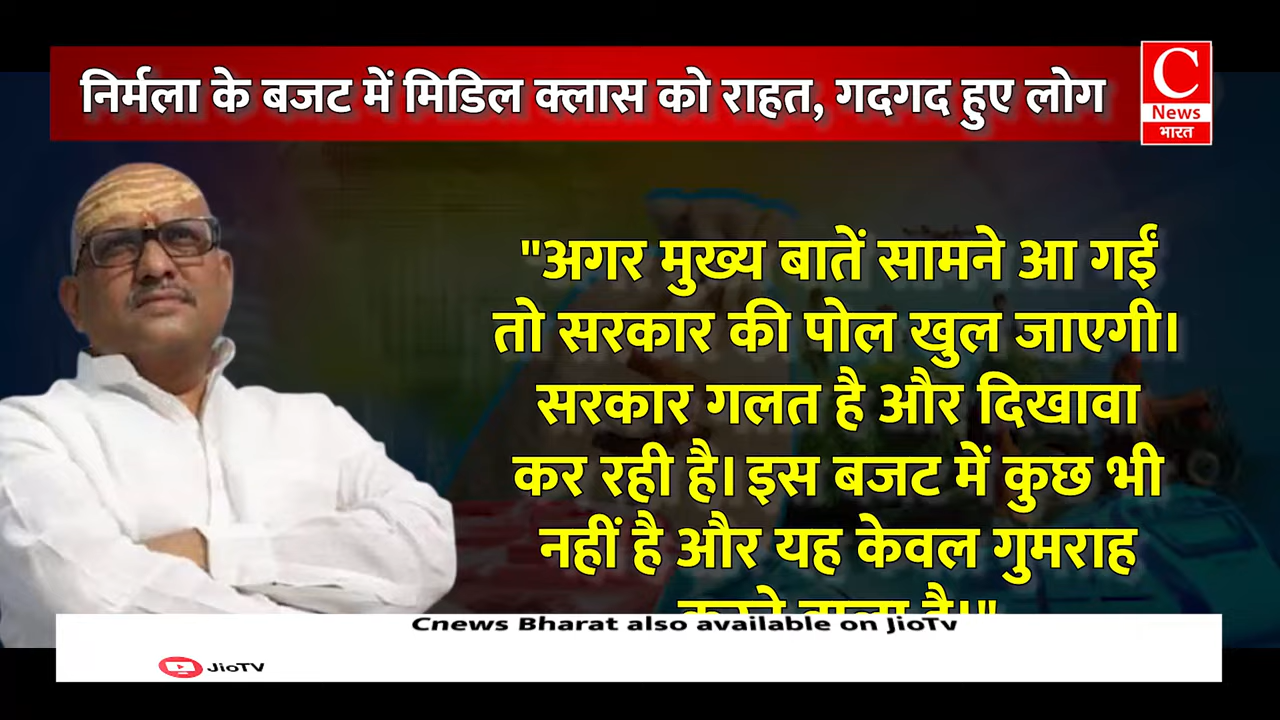 निर्मला के बजट में मिडिल क्लास को राहत, गदगद हुए लोग
C
News
भारत
"अगर मुख्य बातें सामने आ गईं
तो सरकार की पोल खुल जाएगी।
सरकार गलत है और दिखावा
कर रही है। इस बजट में कुछ भी
नहीं है और यह केवल गुमराह
करने वाला है।"
Cnews Bharat also available on JioTv
JioTV